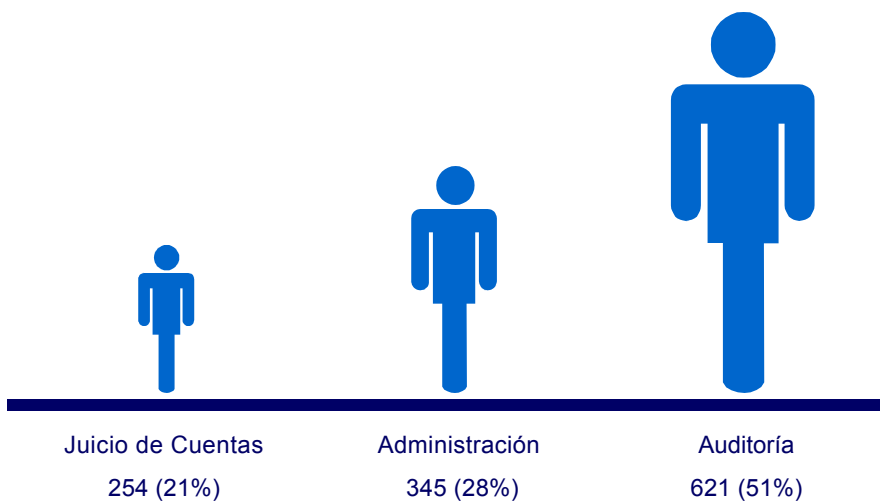 Juicio de Cuentas
254 (21%)
Administración
345 (28%)
Auditoría
621 (51%)